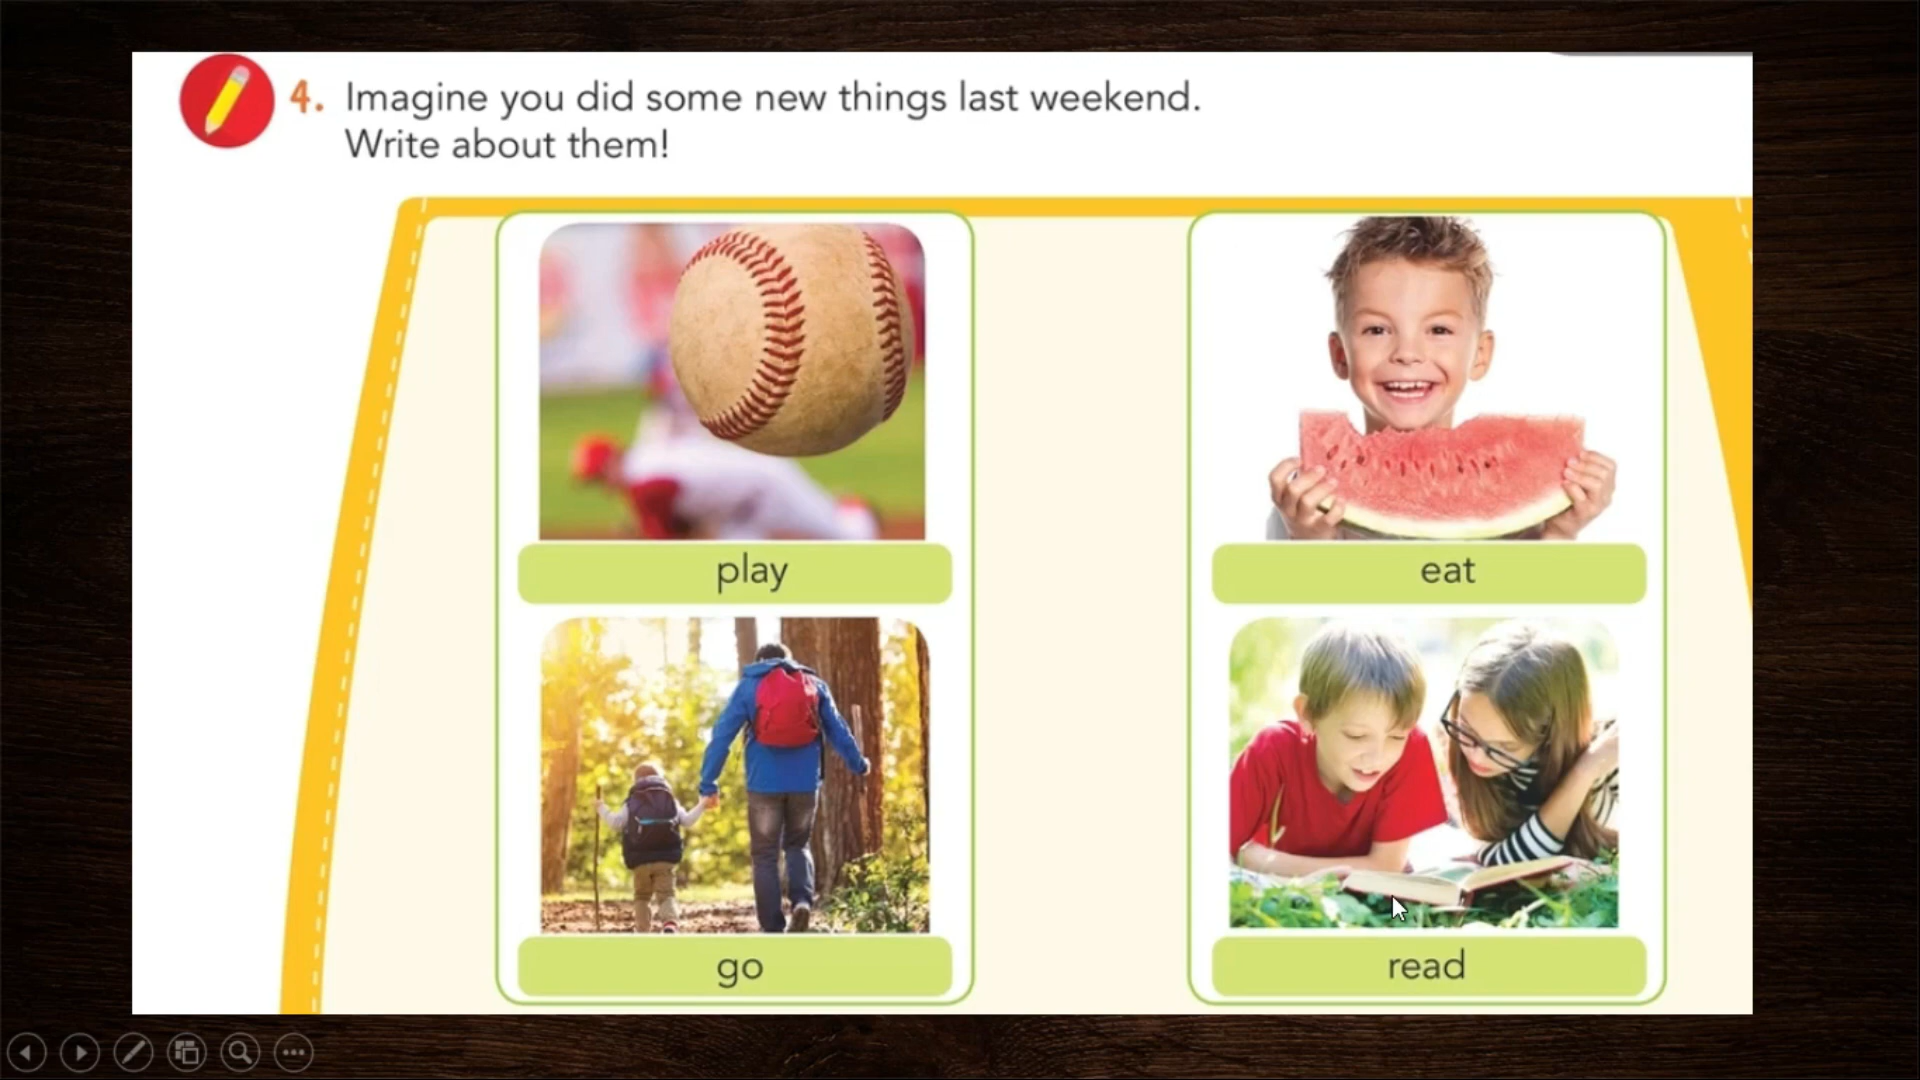 4. Imagine you did some new things last weekend.
Write about them!
play
eat
go
read